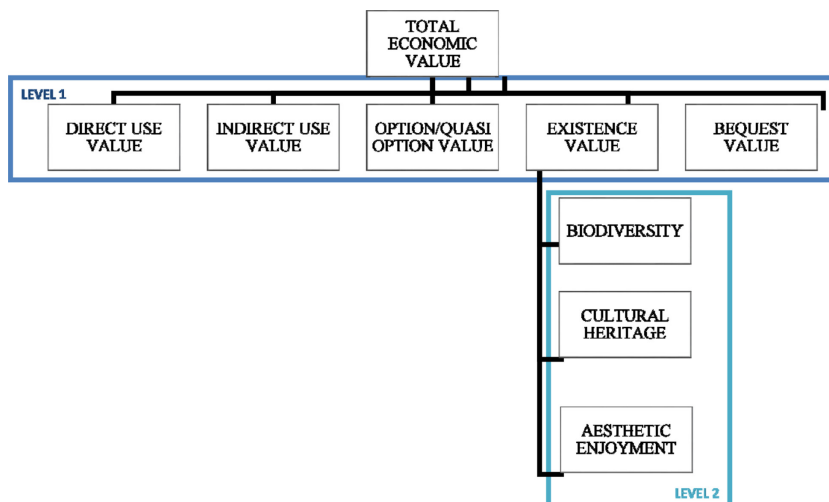 TOTAL
ECONOMIC
VALUE
LEVEL 1
DIRECT USE
VALUE
INDIRECT USE
VALUE
OPTION/QUASI
OPTION VALUE
EXISTENCE
VALUE
BEQUEST
VALUE
BIODIVERSITY
CULTURAL
HERITAGE
AESTHETIC
ENJOYMENT
LEVEL 2